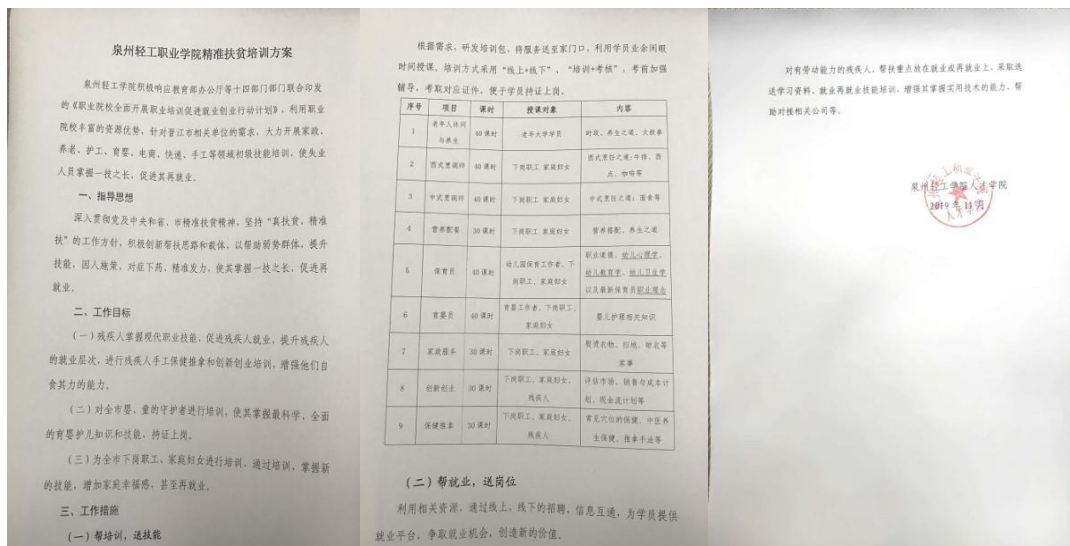 泉州轻工职业学院精准扶贫培训方案
泉州轻工学院积极响应教育部办公厅等十四部门部门联合印发
的《职业院校全面开展职业培训促进就业创业行动计划》，利用职业
院校丰富的资源优势，针对晋江市相关单位的需求，大力开展家政、
养老、护工、育婴、电商、快递、手工等领域初级技能培训，使失业
人员掌握一技之长，促进其再就业。
一、指导思想
深入贯彻党及中央和省、市精准扶贫精神，坚持“真扶贫、精准
扶”的工作方针，积极创新帮扶思路和载体，以帮助弱势群体，提升
技能，因人施策，对症下药、精准发力，使其掌握一技之长，促进再
就业。
二、工作目标
（一）残疾人掌握现代职业技能，促进残疾人就业，提升残疾人
的就业层次，进行残疾人手工保健推拿和创新创业培训，增强他们自
食其力的能力。
（二）对全市婴、童的守护者进行培训，使其掌握最科学、全面
的育婴护儿知识和技能，持证上岗。
（三）为全市下岗职工、家庭妇女进行培训，通过培训，掌握新
的技能，增加家庭幸福感，甚至再就业。
三、工作措施
（一）帮培训，送技能
根据需求，研发培训包，将服务送至家门口，利用学员业余闲暇
时间授课。培训方式采用“线上+线下”、“培训+考核”，考前加强
辅导，考取对应证件，便于学员持证上岗。
序号 项目 课时 授课对象 内容
1 老年人休闲与养生 40课时 老年大学学员 时政、养生之道、大故事
2 西式烹调师 40课时 下岗职工 家庭妇女 西式烹饪之道：牛排、西点、咖啡等
3 中式烹调师 40课时 下岗职工 家庭妇女 中式烹饪之道：面食等
4 营养配餐 30课时 下岗职工 家庭妇女 营养搭配、养生之道
5 保育员 40课时 幼儿园保育工作者、下岗职工、家庭妇女 职业道德、幼儿心理学、幼儿教育学、幼儿卫生学以及最新保育员职业理念
6 育婴员 40课时 育婴工作者、下岗职工、家庭妇女 婴儿护理相关知识
7 家政服务 30课时 下岗职工、家庭妇女 熨烫衣物、扫地、晾衣等家事
8 创新创业 30课时 下岗职工、家庭妇女、残疾人 评估市场、销售与成本计划、现金流计划等
9 保健推拿 30课时 下岗职工、家庭妇女、残疾人 常见穴位的保健、中医养生保健、推拿手法等
（二）帮就业，送岗位
利用相关资源，通过线上、线下的招聘，信息互通，为学员提供
就业平台，争取就业机会，创造新的价值。
对有劳动能力的残疾人，帮扶重点放在就业或再就业上，采取选
送学习资料、就业再就业技能培训，增强其掌握实用技术的能力，帮
助对接相关公司等。
泉州轻工学院人才学院
2019年11月